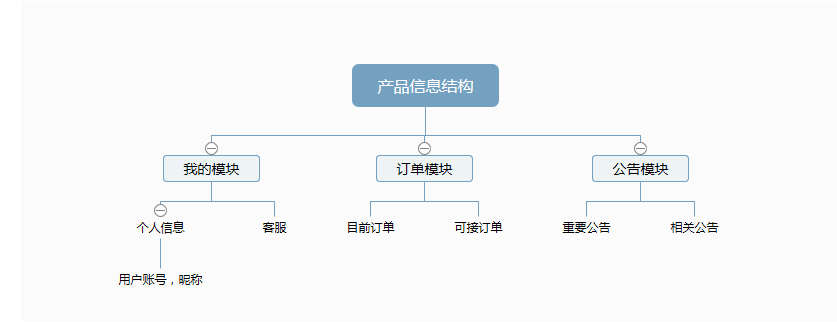 产品信息结构
我的模块
订单模块
公告模块
个人信息
客服
目前订单
可接订单
重要公告
相关公告
用户账号，昵称